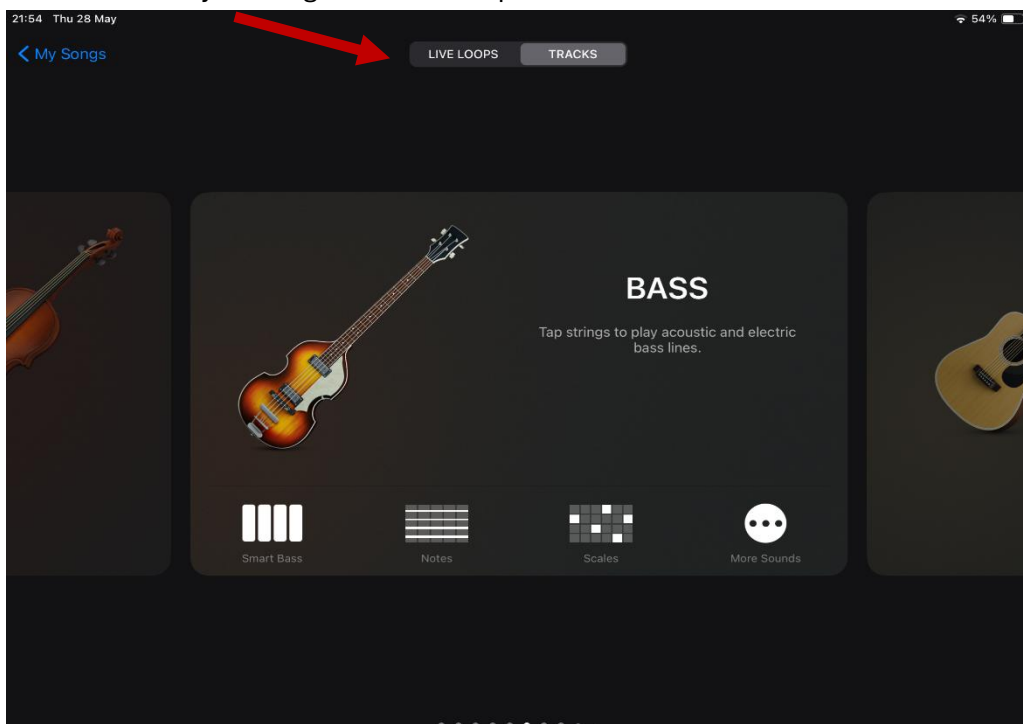 21:54 Thu 28 May
54%
My Songs
LIVE LOOPS TRACKS
BASS
Tap strings to play acoustic and electric
bass lines.
Smart Bass Notes Scales More Sounds